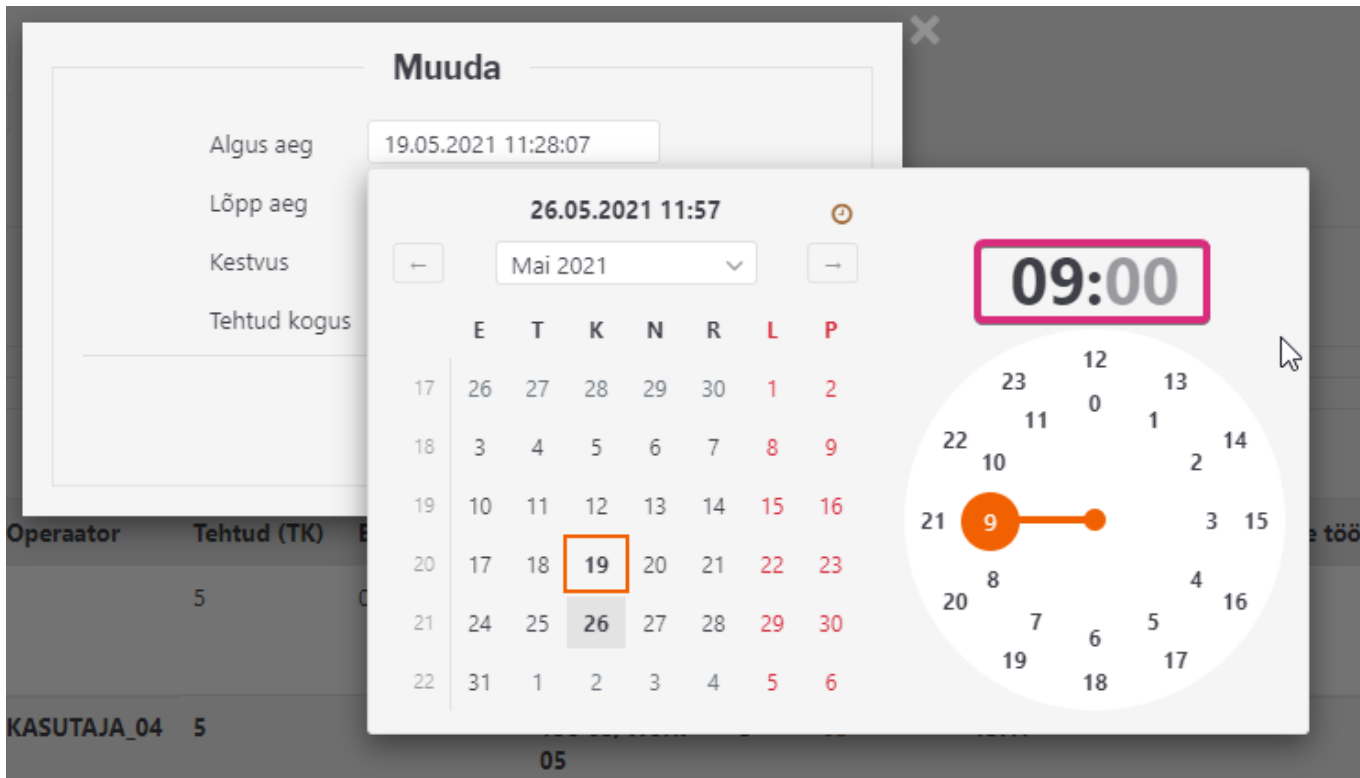 Muuda
Algus aeg 19.05.2021 11:28:07
Lõpp aeg
Kestvus
Tehtud kogus
26.05.2021 11:57
← Mai 2021 →
E T K N R L P
17 26 27 28 29 30 1 2
18 3 4 5 6 7 8 9
19 10 11 12 13 14 15 16
20 17 18 19 20 21 22 23
21 24 25 26 27 28 29 30
22 31 1 2 3 4 5 6
09:00
12
23 13
0
11 1
22 14
10 2
21 9 3 15
8 4
20 16
7 5
6
19 17
18
Operaator Tehtud (TK)
5
KASUTAJA_04 5
05